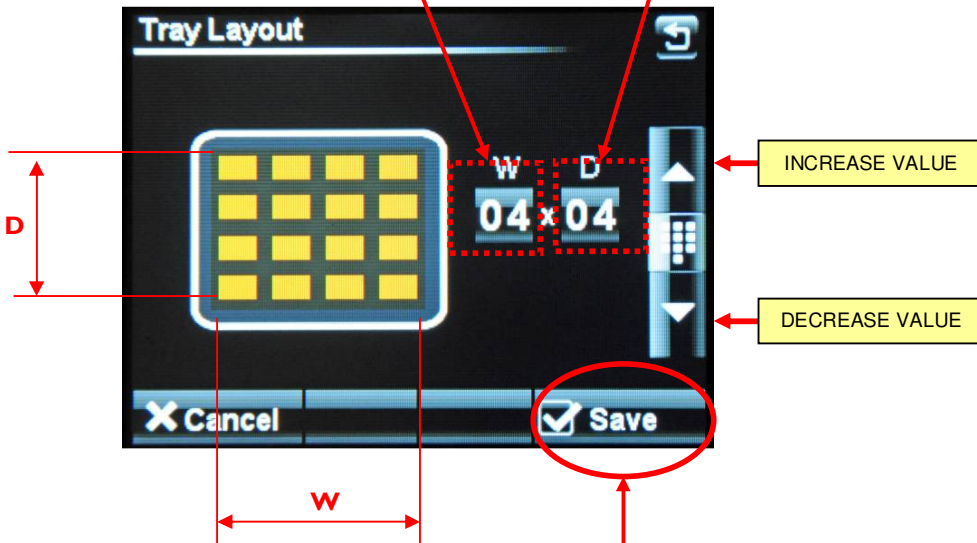 Tray Layout
W D
04 x 04
INCREASE VALUE
D
DECREASE VALUE
Cancel
Save
W